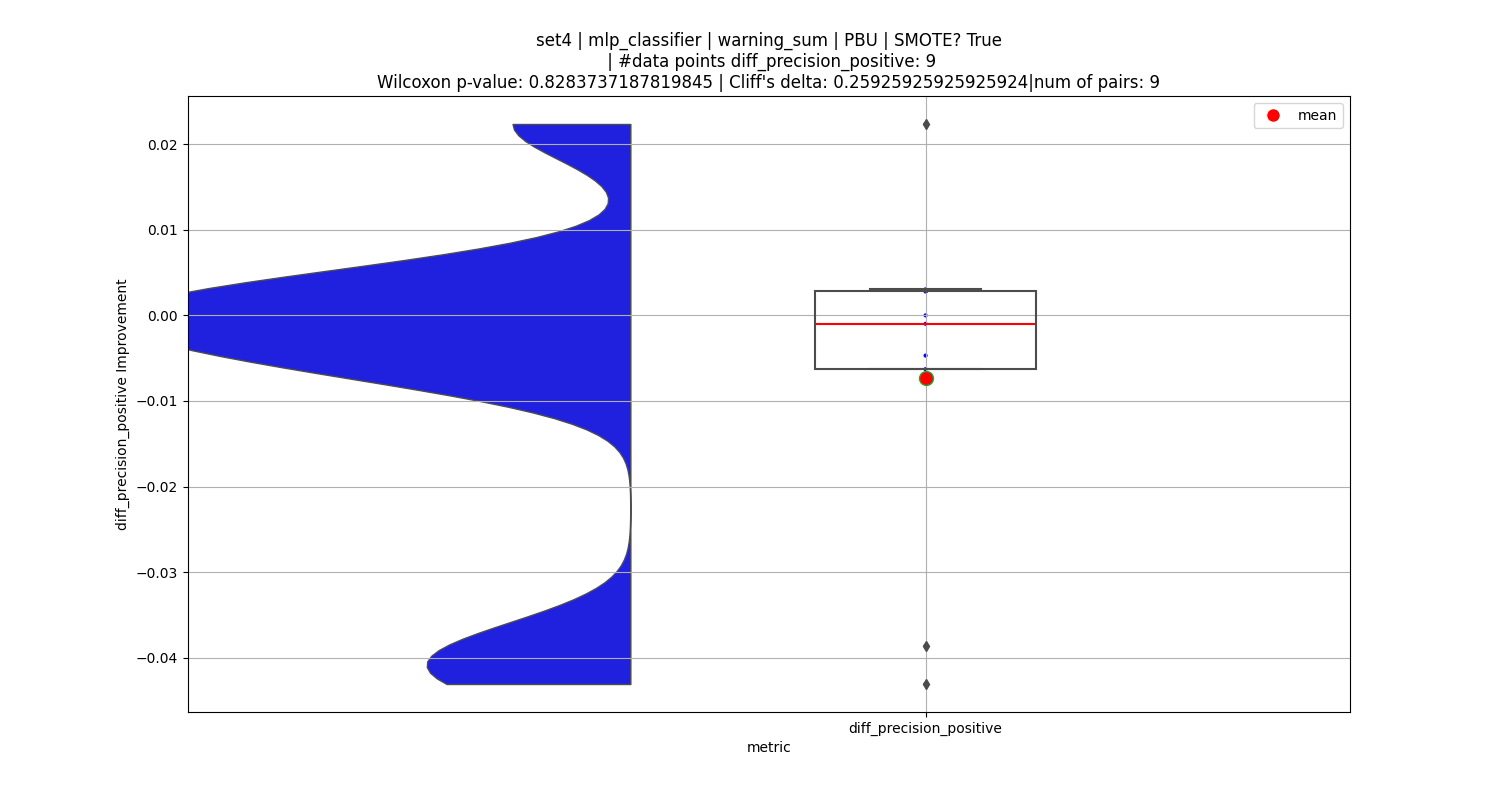 set4 | mlp_classifier | warning_sum | PBU | SMOTE? True
| #data points diff_precision_positive: 9
Wilcoxon p-value: 0.8283737187819845 | Cliff's delta: 0.25925925925925924|num of pairs: 9
mean
diff_precision_positive Improvement
0.02
0.01
0.00
−0.01
−0.02
−0.03
−0.04
diff_precision_positive
metric